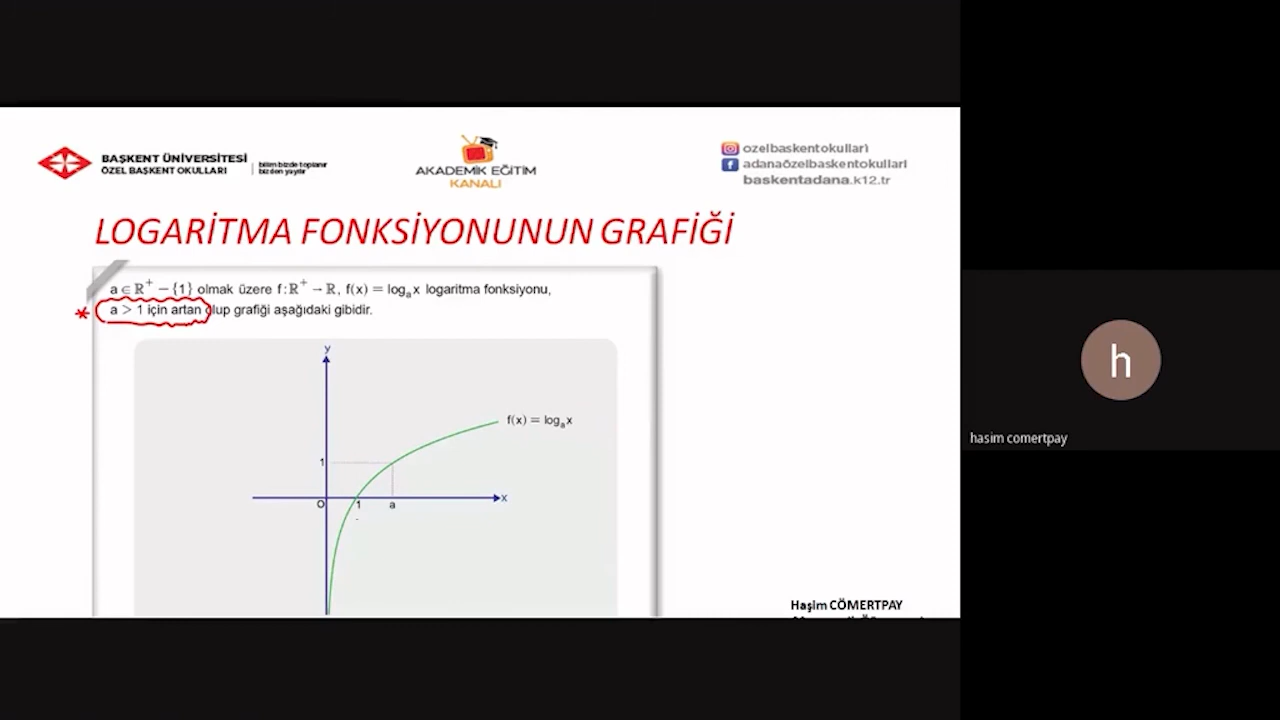 BAŞKENT ÜNİVERSİTESİ
ÖZEL BAŞKENT OKULLARI
bilim bizde toplanır
bizden yayılır
AKADEMİK EĞİTİM
KANALI
ozelbaskentokulları
adanaözelbaskentokulları
baskentadana.k12.tr
LOGARİTMA FONKSİYONUNUN GRAFİĞİ
a ∈ ℝ⁺ − {1} olmak üzere f : ℝ⁺ → ℝ, f(x) = logₐx logaritma fonksiyonu,
* a > 1 için artan olup grafiği aşağıdaki gibidir.
y
f(x) = logₐx
1
x
O 1 a
Haşim CÖMERTPAY
h
hasim comertpay